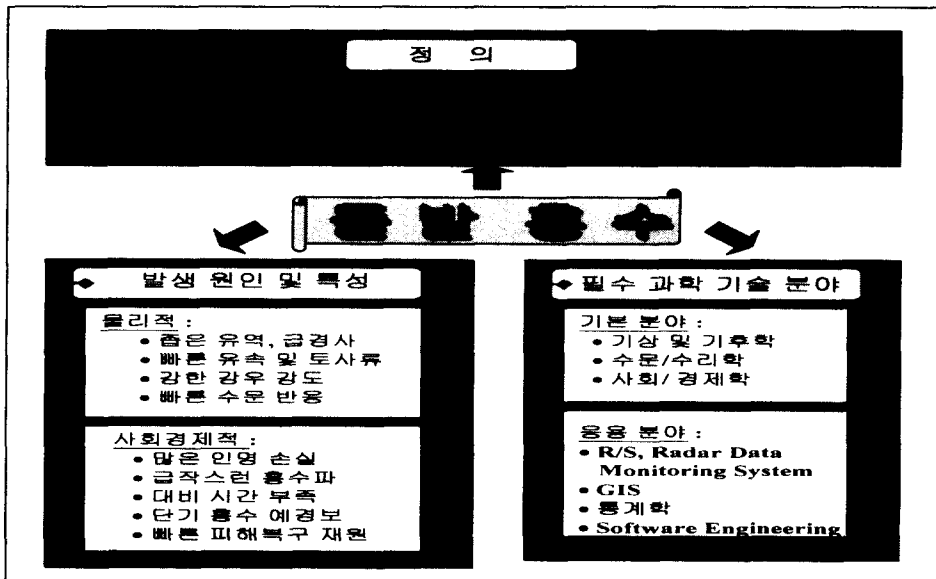 정 의
돌 발 홍 수
발생 원인 및 특성
물리적 :
• 좁은 유역, 급경사
• 빠른 유속 및 토사류
• 강한 강우 강도
• 빠른 수문 반응
사회경제적 :
• 많은 인명 손실
• 급작스런 홍수파
• 대비 시간 부족
• 단기 홍수 예경보
• 빠른 피해복구 재원
필수 과학 기술 분야
기본 분야 :
• 기상 및 기후학
• 수문/수리학
• 사회/경제학
응용 분야 :
• R/S, Radar Data
Monitoring System
• GIS
• 통계학
• Software Engineering